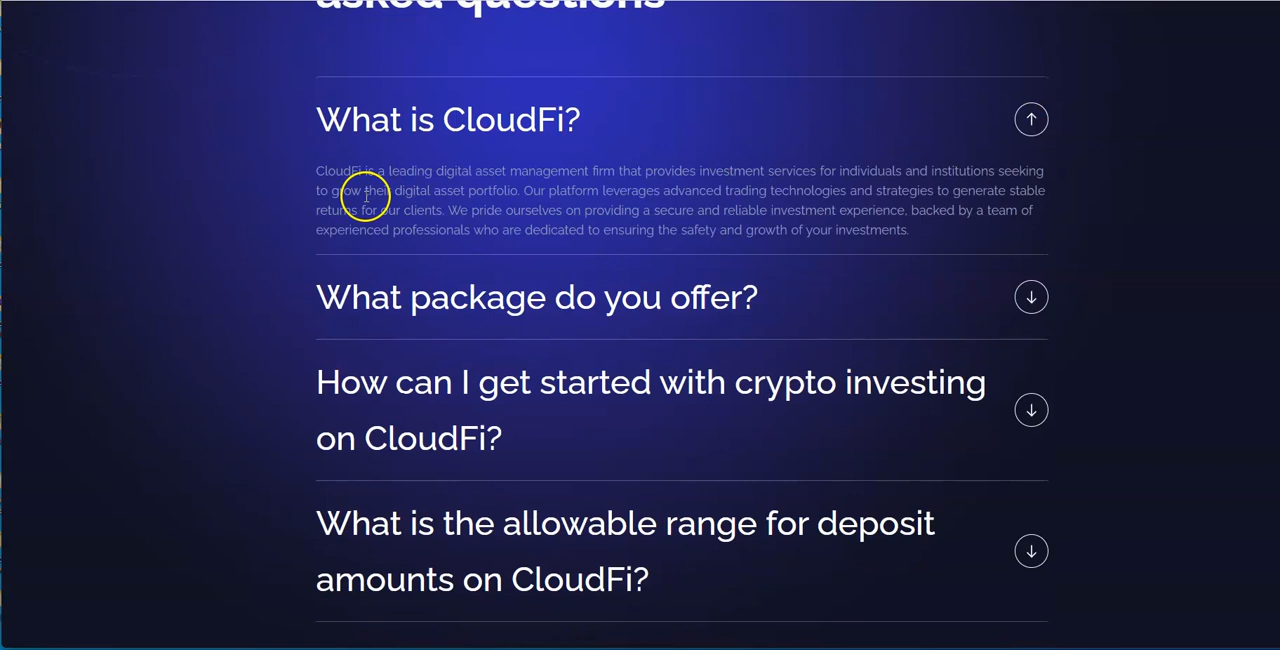 asked questions
What is CloudFi?
CloudFi is a leading digital asset management firm that provides investment services for individuals and institutions seeking
to grow their digital asset portfolio. Our platform leverages advanced trading technologies and strategies to generate stable
returns for our clients. We pride ourselves on providing a secure and reliable investment experience, backed by a team of
experienced professionals who are dedicated to ensuring the safety and growth of your investments.
What package do you offer?
How can I get started with crypto investing
on CloudFi?
What is the allowable range for deposit
amounts on CloudFi?